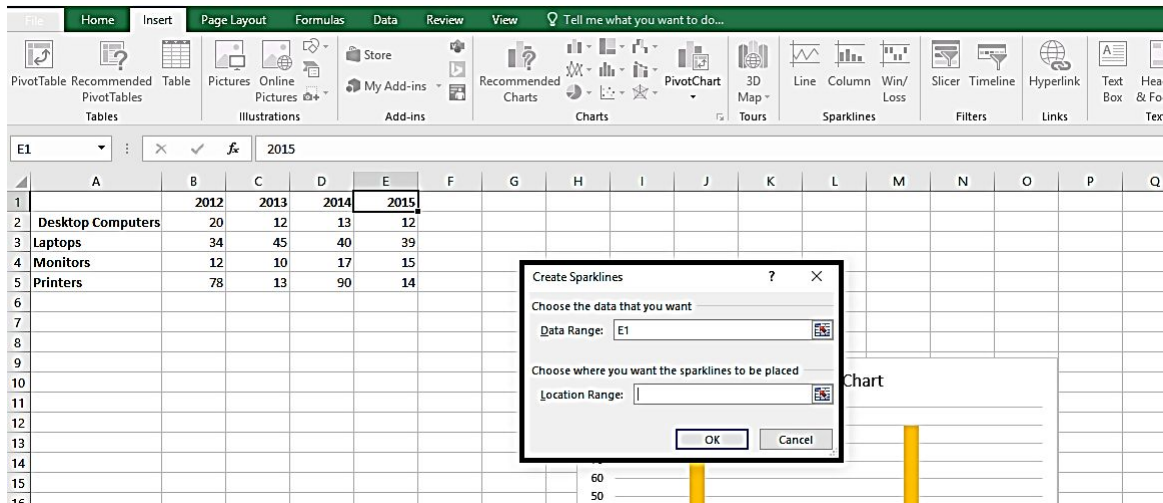 File Home Insert Page Layout Formulas Data Review View Tell me what you want to do...
PivotTable Recommended PivotTables Table Pictures Online Pictures Store My Add-ins Recommended Charts PivotChart 3D Map Line Column Win/ Loss Slicer Timeline Hyperlink Text Box Hea & Fo
Tables Illustrations Add-ins Charts Tours Sparklines Filters Links Tex
E1 fx 2015
A B C D E F G H I J K L M N O P Q
1 2012 2013 2014 2015
2 Desktop Computers 20 12 13 12
3 Laptops 34 45 40 39
4 Monitors 12 10 17 15
5 Printers 78 13 90 14
6
7
8
9
10
11
12
13
14
15
16
Create Sparklines ?
Choose the data that you want
Data Range: E1
Choose where you want the sparklines to be placed
Location Range:
OK Cancel
Chart
60
50